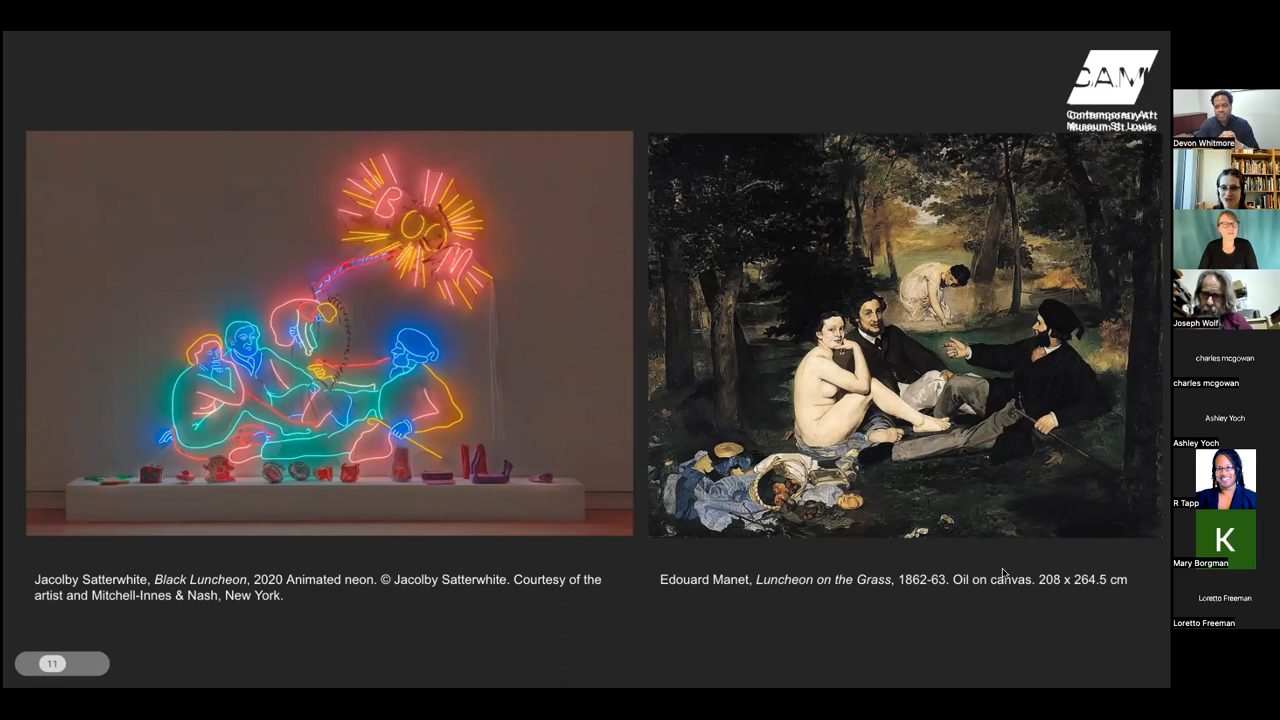 CAM
Contemporary Art
Museum St. Louis
BOOM
Jacolby Satterwhite, Black Luncheon, 2020 Animated neon. © Jacolby Satterwhite. Courtesy of the
artist and Mitchell-Innes & Nash, New York.
Edouard Manet, Luncheon on the Grass, 1862-63. Oil on canvas. 208 x 264.5 cm
11
Devon Whitmore
Joseph Wolf
charles mcgowan
charles mcgowan
Ashley Yoch
Ashley Yoch
R Tapp
K
Mary Borgman
Loretto Freeman
Loretto Freeman